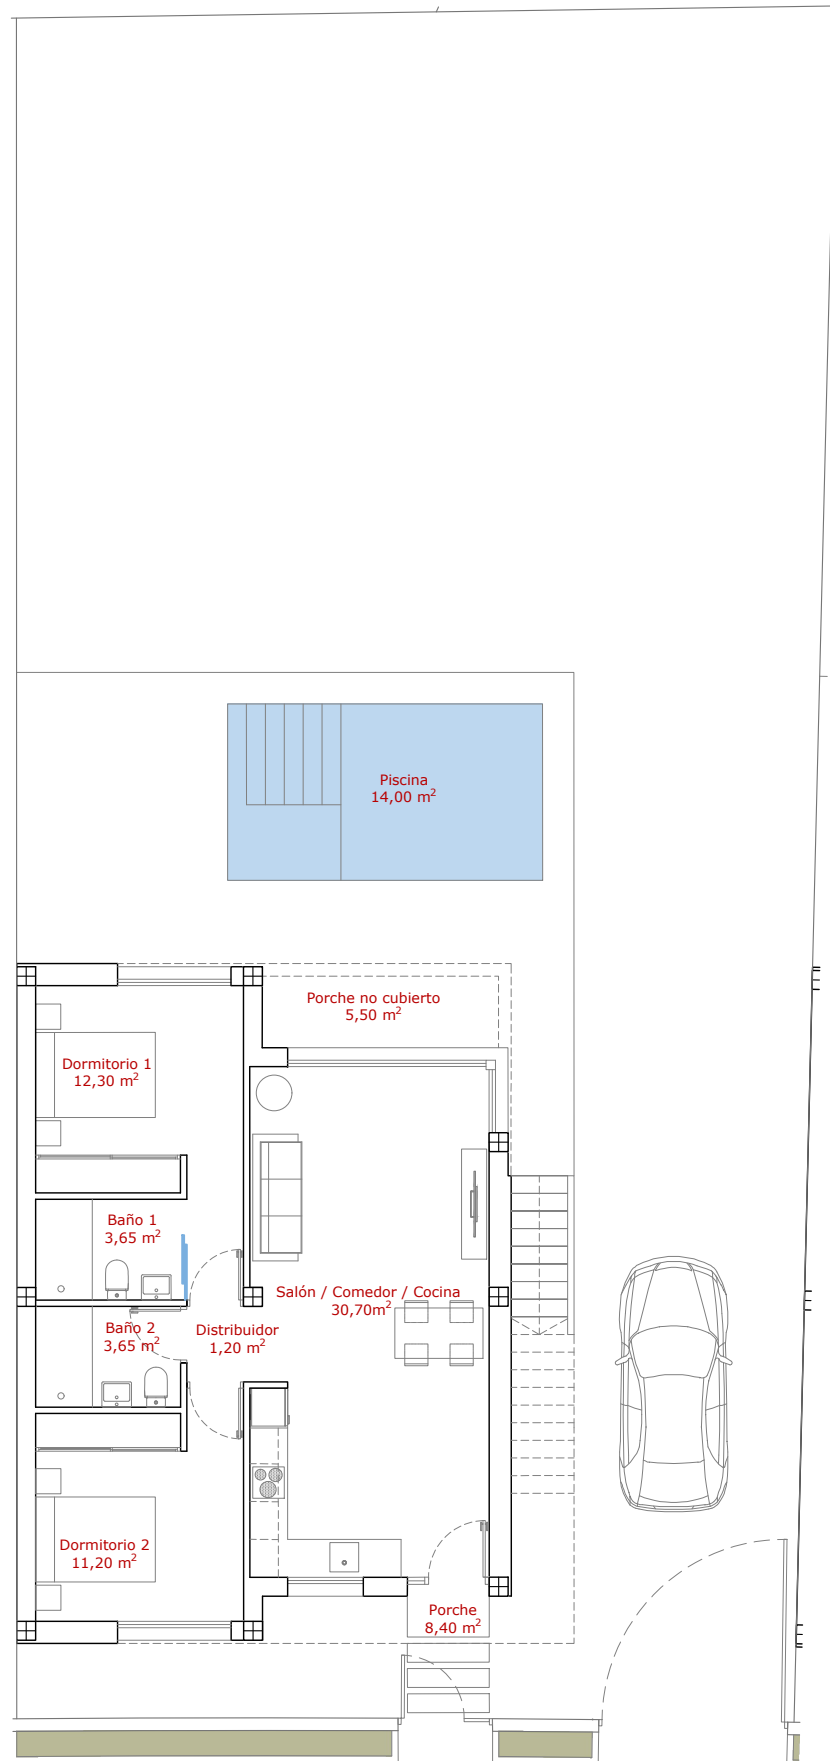 Piscina
14,00 m²
Porche no cubierto
5,50 m²
Dormitorio 1
12,30 m²
Baño 1
3,65 m²
Salón / Comedor / Cocina
30,70m²
Baño 2
3,65 m²
Distribuidor
1,20 m²
Dormitorio 2
11,20 m²
Porche
8,40 m²